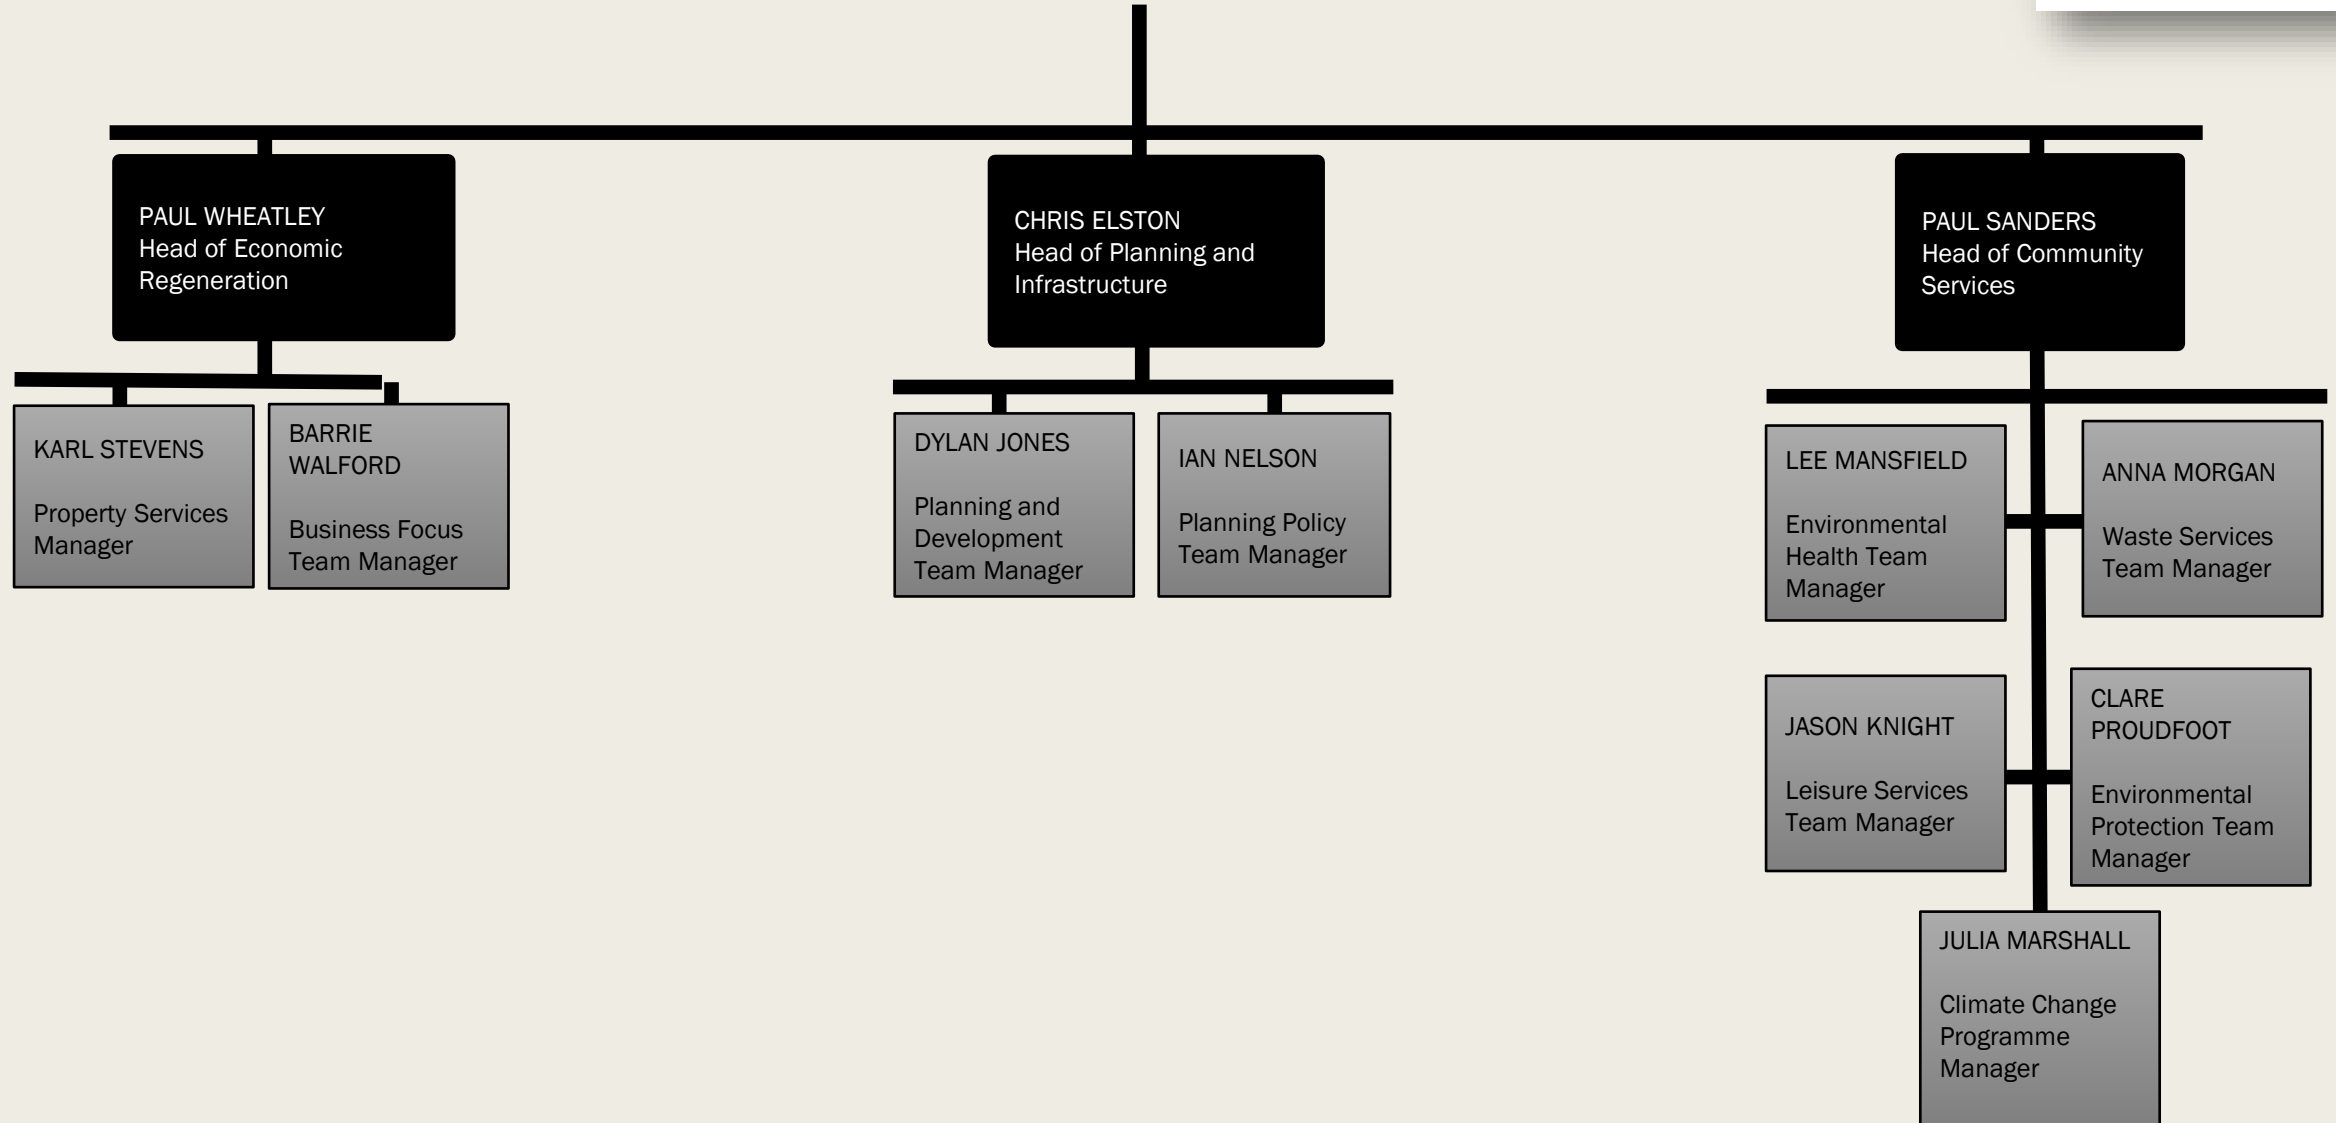 PAUL WHEATLEY
Head of Economic
Regeneration
CHRIS ELSTON
Head of Planning and
Infrastructure
PAUL SANDERS
Head of Community
Services
KARL STEVENS
Property Services
Manager
BARRIE
WALFORD
Business Focus
Team Manager
DYLAN JONES
Planning and
Development
Team Manager
IAN NELSON
Planning Policy
Team Manager
LEE MANSFIELD
Environmental
Health Team
Manager
ANNA MORGAN
Waste Services
Team Manager
JASON KNIGHT
Leisure Services
Team Manager
CLARE
PROUDFOOT
Environmental
Protection Team
Manager
JULIA MARSHALL
Climate Change
Programme
Manager